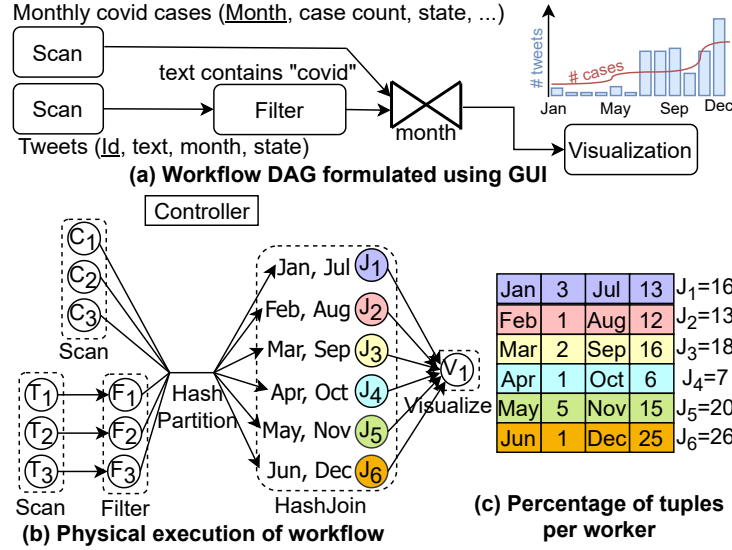 Monthly covid cases (Month, case count, state, ...)
Scan
text contains "covid"
Scan
Filter
month
Tweets (Id, text, month, state)
Visualization
# tweets
# cases
Jan
May
Sep
Dec
(a) Workflow DAG formulated using GUI
Controller
C1
C2
C3
Scan
T1
T2
T3
Scan
F1
F2
F3
Filter
Hash
Partition
Jan, Jul J1
Feb, Aug J2
Mar, Sep J3
Apr, Oct J4
May, Nov J5
Jun, Dec J6
HashJoin
V1
Visualize
(b) Physical execution of workflow
Jan 3 Jul 13 J1=16
Feb 1 Aug 12 J2=13
Mar 2 Sep 16 J3=18
Apr 1 Oct 6 J4=7
May 5 Nov 15 J5=20
Jun 1 Dec 25 J6=26
(c) Percentage of tuples
per worker